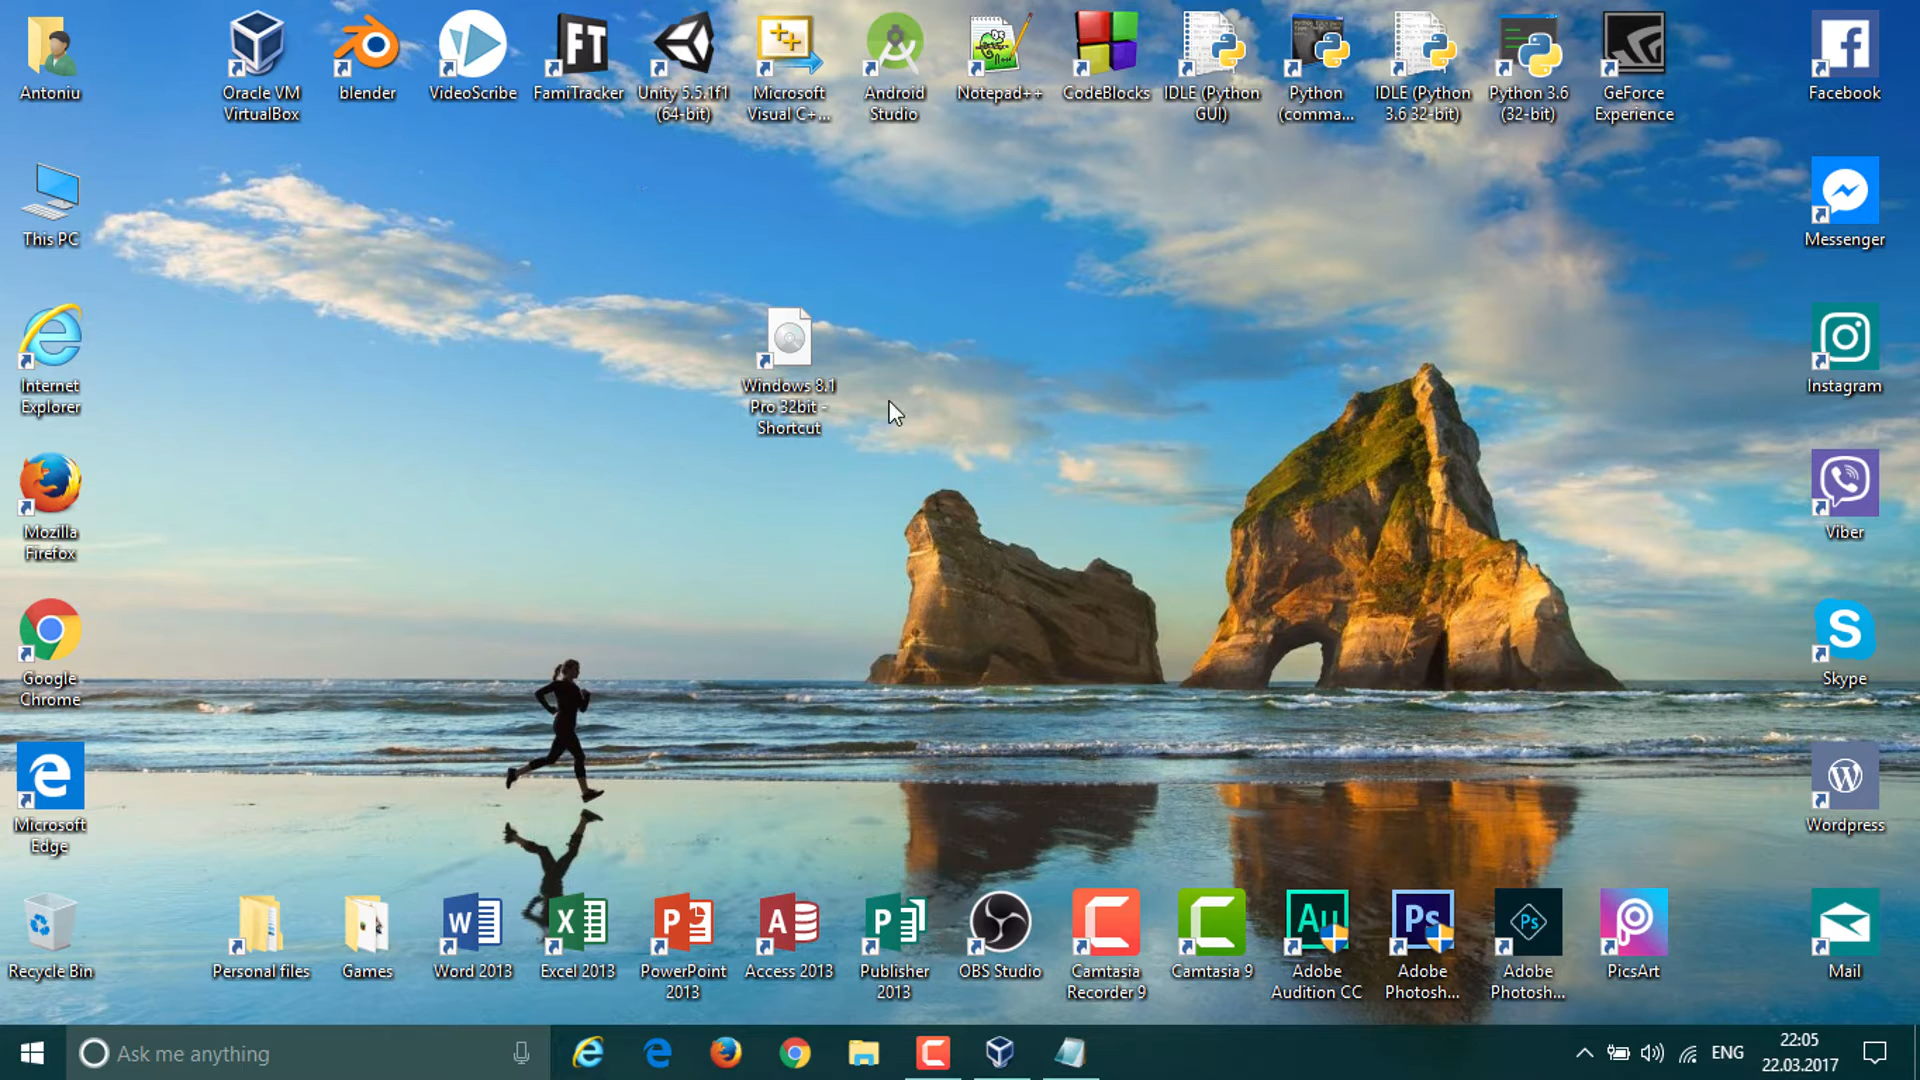 Antoniu
Oracle VM
VirtualBox
blender
VideoScribe
FT
FamiTracker
Unity 5.5.1f1
(64-bit)
Microsoft
Visual C+...
Android
Studio
Notepad++
CodeBlocks
IDLE (Python
GUI)
Python
(comma...
IDLE (Python
3.6 32-bit)
Python 3.6
(32-bit)
GeForce
Experience
Facebook
This PC
Messenger
Internet
Explorer
Windows 8.1
Pro 32bit -
Shortcut
Instagram
Mozilla
Firefox
Viber
Google
Chrome
Skype
Microsoft
Edge
Wordpress
Recycle Bin
Personal files
Games
Word 2013
Excel 2013
PowerPoint
2013
Access 2013
Publisher
2013
OBS Studio
Camtasia
Recorder 9
Camtasia 9
Au
Adobe
Audition CC
Ps
Adobe
Photosh...
Ps
Adobe
Photosh...
PicsArt
Mail
Ask me anything
ENG
22:05
22.03.2017